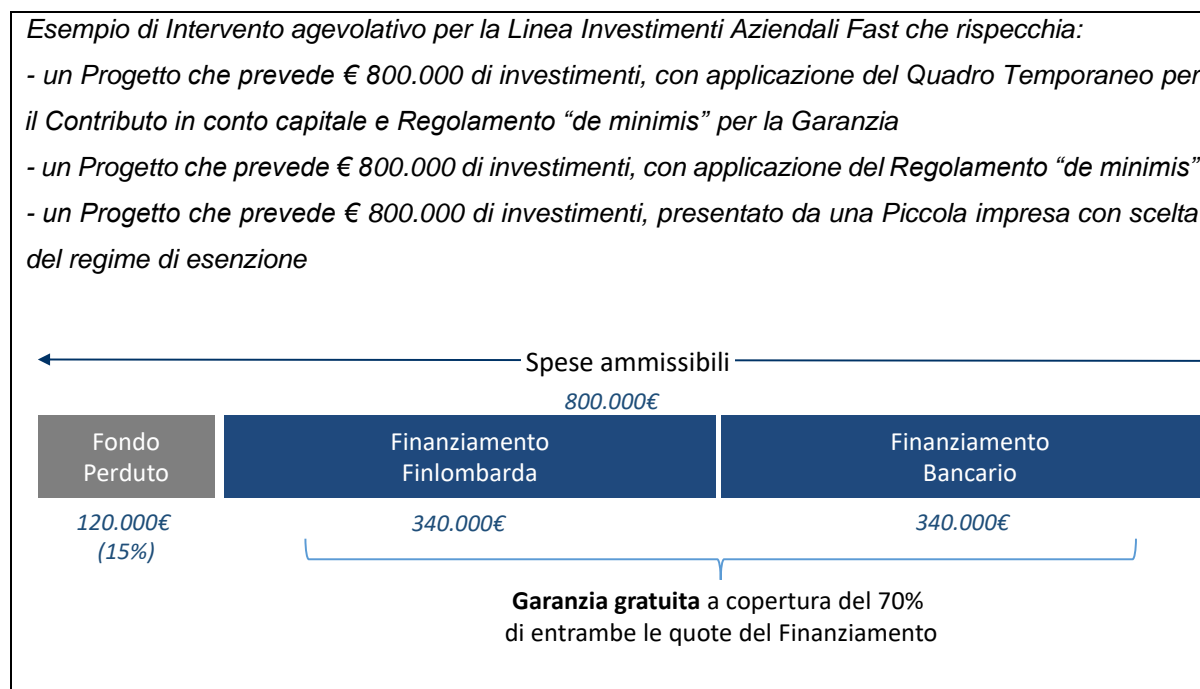 Esempio di Intervento agevolativo per la Linea Investimenti Aziendali Fast che rispecchia:
- un Progetto che prevede € 800.000 di investimenti, con applicazione del Quadro Temporaneo per
il Contributo in conto capitale e Regolamento “de minimis” per la Garanzia
- un Progetto che prevede € 800.000 di investimenti, con applicazione del Regolamento “de minimis”
- un Progetto che prevede € 800.000 di investimenti, presentato da una Piccola impresa con scelta
del regime di esenzione
Spese ammissibili
800.000€
Fondo
Perduto
Finanziamento
Finlombarda
Finanziamento
Bancario
120.000€
(15%)
340.000€
340.000€
Garanzia gratuita a copertura del 70%
di entrambe le quote del Finanziamento